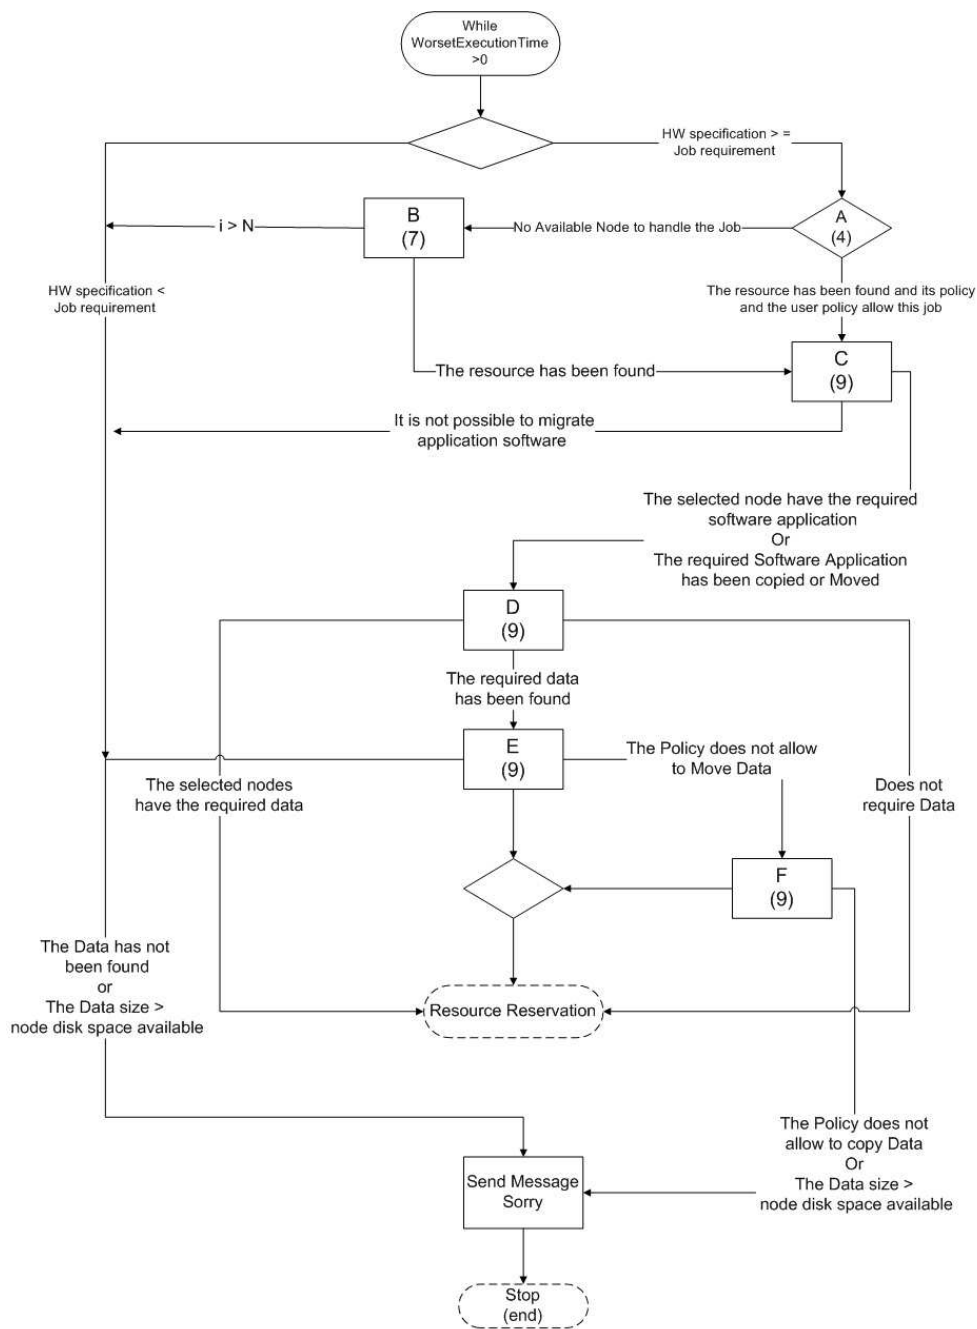 While
WorsetExecutionTime
>0
HW specification > =
Job requirement
A
(4)
B
(7)
i > N
No Available Node to handle the Job
HW specification <
Job requirement
The resource has been found and its policy
and the user policy allow this job
C
(9)
The resource has been found
It is not possible to migrate
application software
The selected node have the required
software application
Or
The required Software Application
has been copied or Moved
D
(9)
The required data
has been found
E
(9)
The Policy does not allow
to Move Data
The selected nodes
have the required data
Does not
require Data
F
(9)
The Data has not
been found
or
The Data size >
node disk space available
Resource Reservation
The Policy does not
allow to copy Data
Or
The Data size >
node disk space available
Send Message
Sorry
Stop
(end)